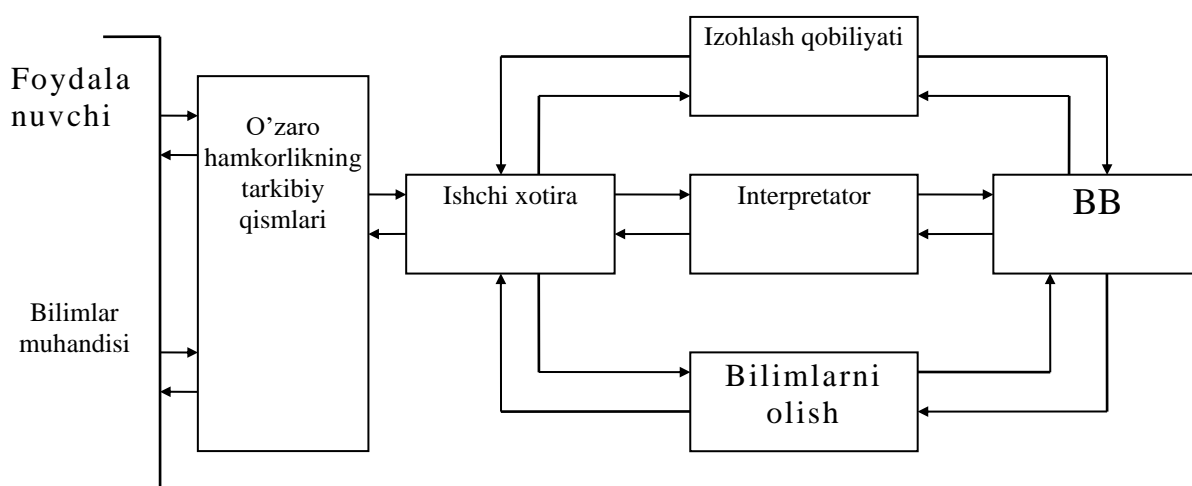 Foydala
nuvchi
Bilimlar
muhandisi
O’zaro
hamkorlikning
tarkibiy
qismlari
Izohlash qobiliyati
Ishchi xotira
Interpretator
BB
Bilimlarni
olish